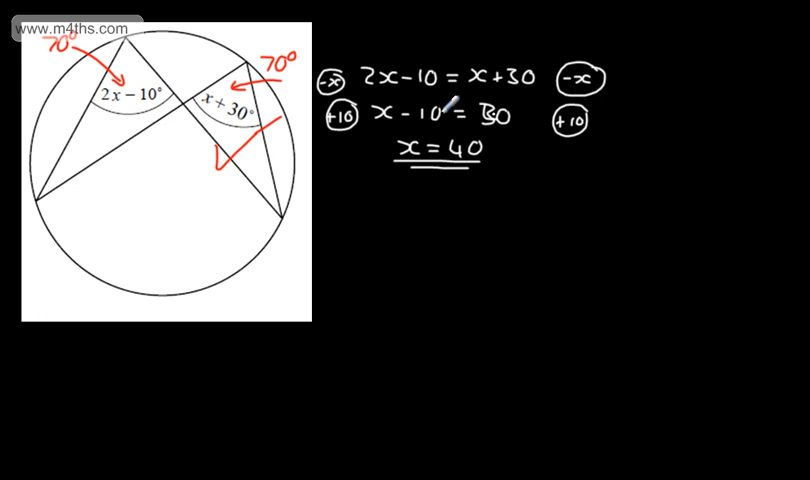 www.m4ths.com
70°
70°
2x − 10°
x + 30°
-x 2x - 10 = x + 30 -x
+10 x - 10 = 30 +10
x = 40